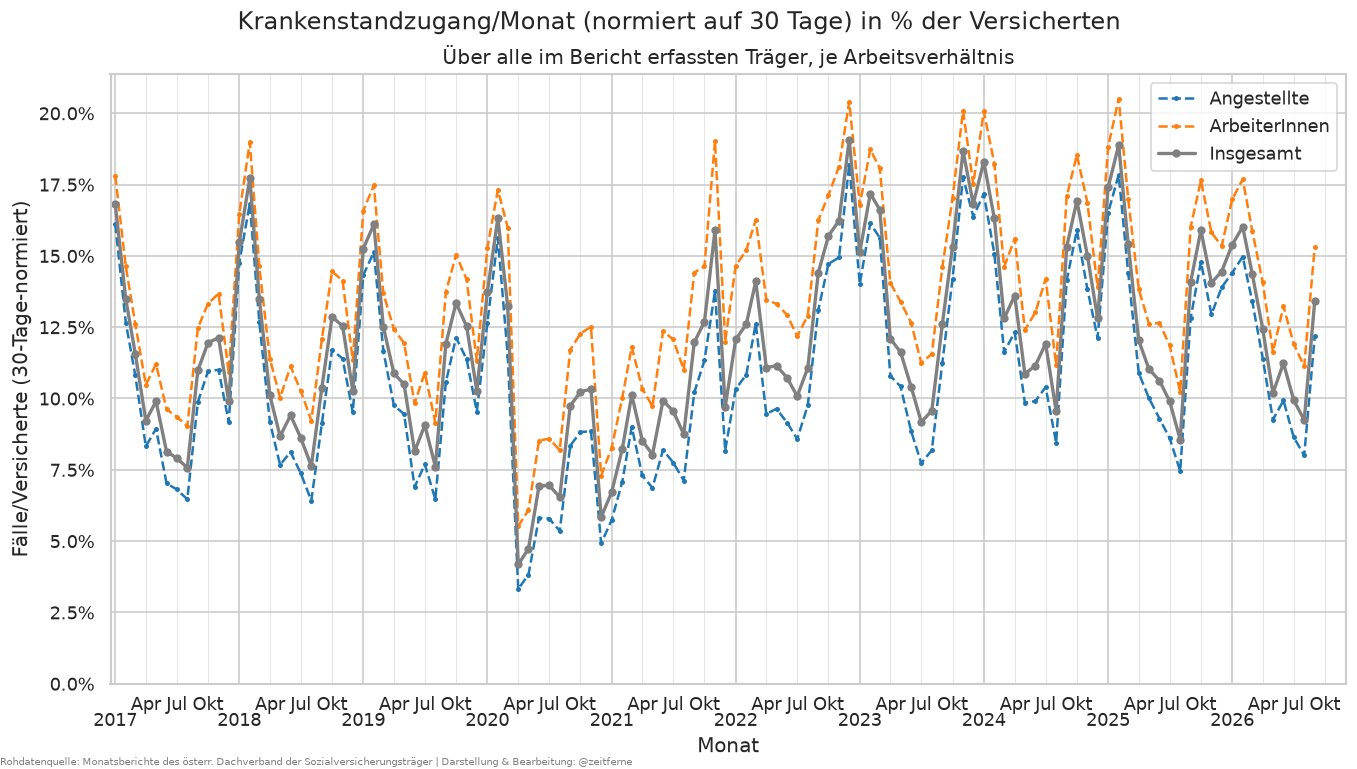 Krankenstandzugang/Monat (normiert auf 30 Tage) in % der Versicherten
Über alle im Bericht erfassten Träger, je Arbeitsverhältnis
Angestellte
ArbeiterInnen
Insgesamt
Fälle/Versicherte (30-Tage-normiert)
20.0%
17.5%
15.0%
12.5%
10.0%
7.5%
5.0%
2.5%
0.0%
Apr Jul Okt Apr Jul Okt Apr Jul Okt Apr Jul Okt Apr Jul Okt Apr Jul Okt Apr Jul Okt Apr Jul Okt Apr Jul Okt Apr Jul Okt
2017 2018 2019 2020 2021 2022 2023 2024 2025 2026
Monat
Rohdatenquelle: Monatsberichte des österr. Dachverband der Sozialversicherungsträger | Darstellung & Bearbeitung: @zeitferne